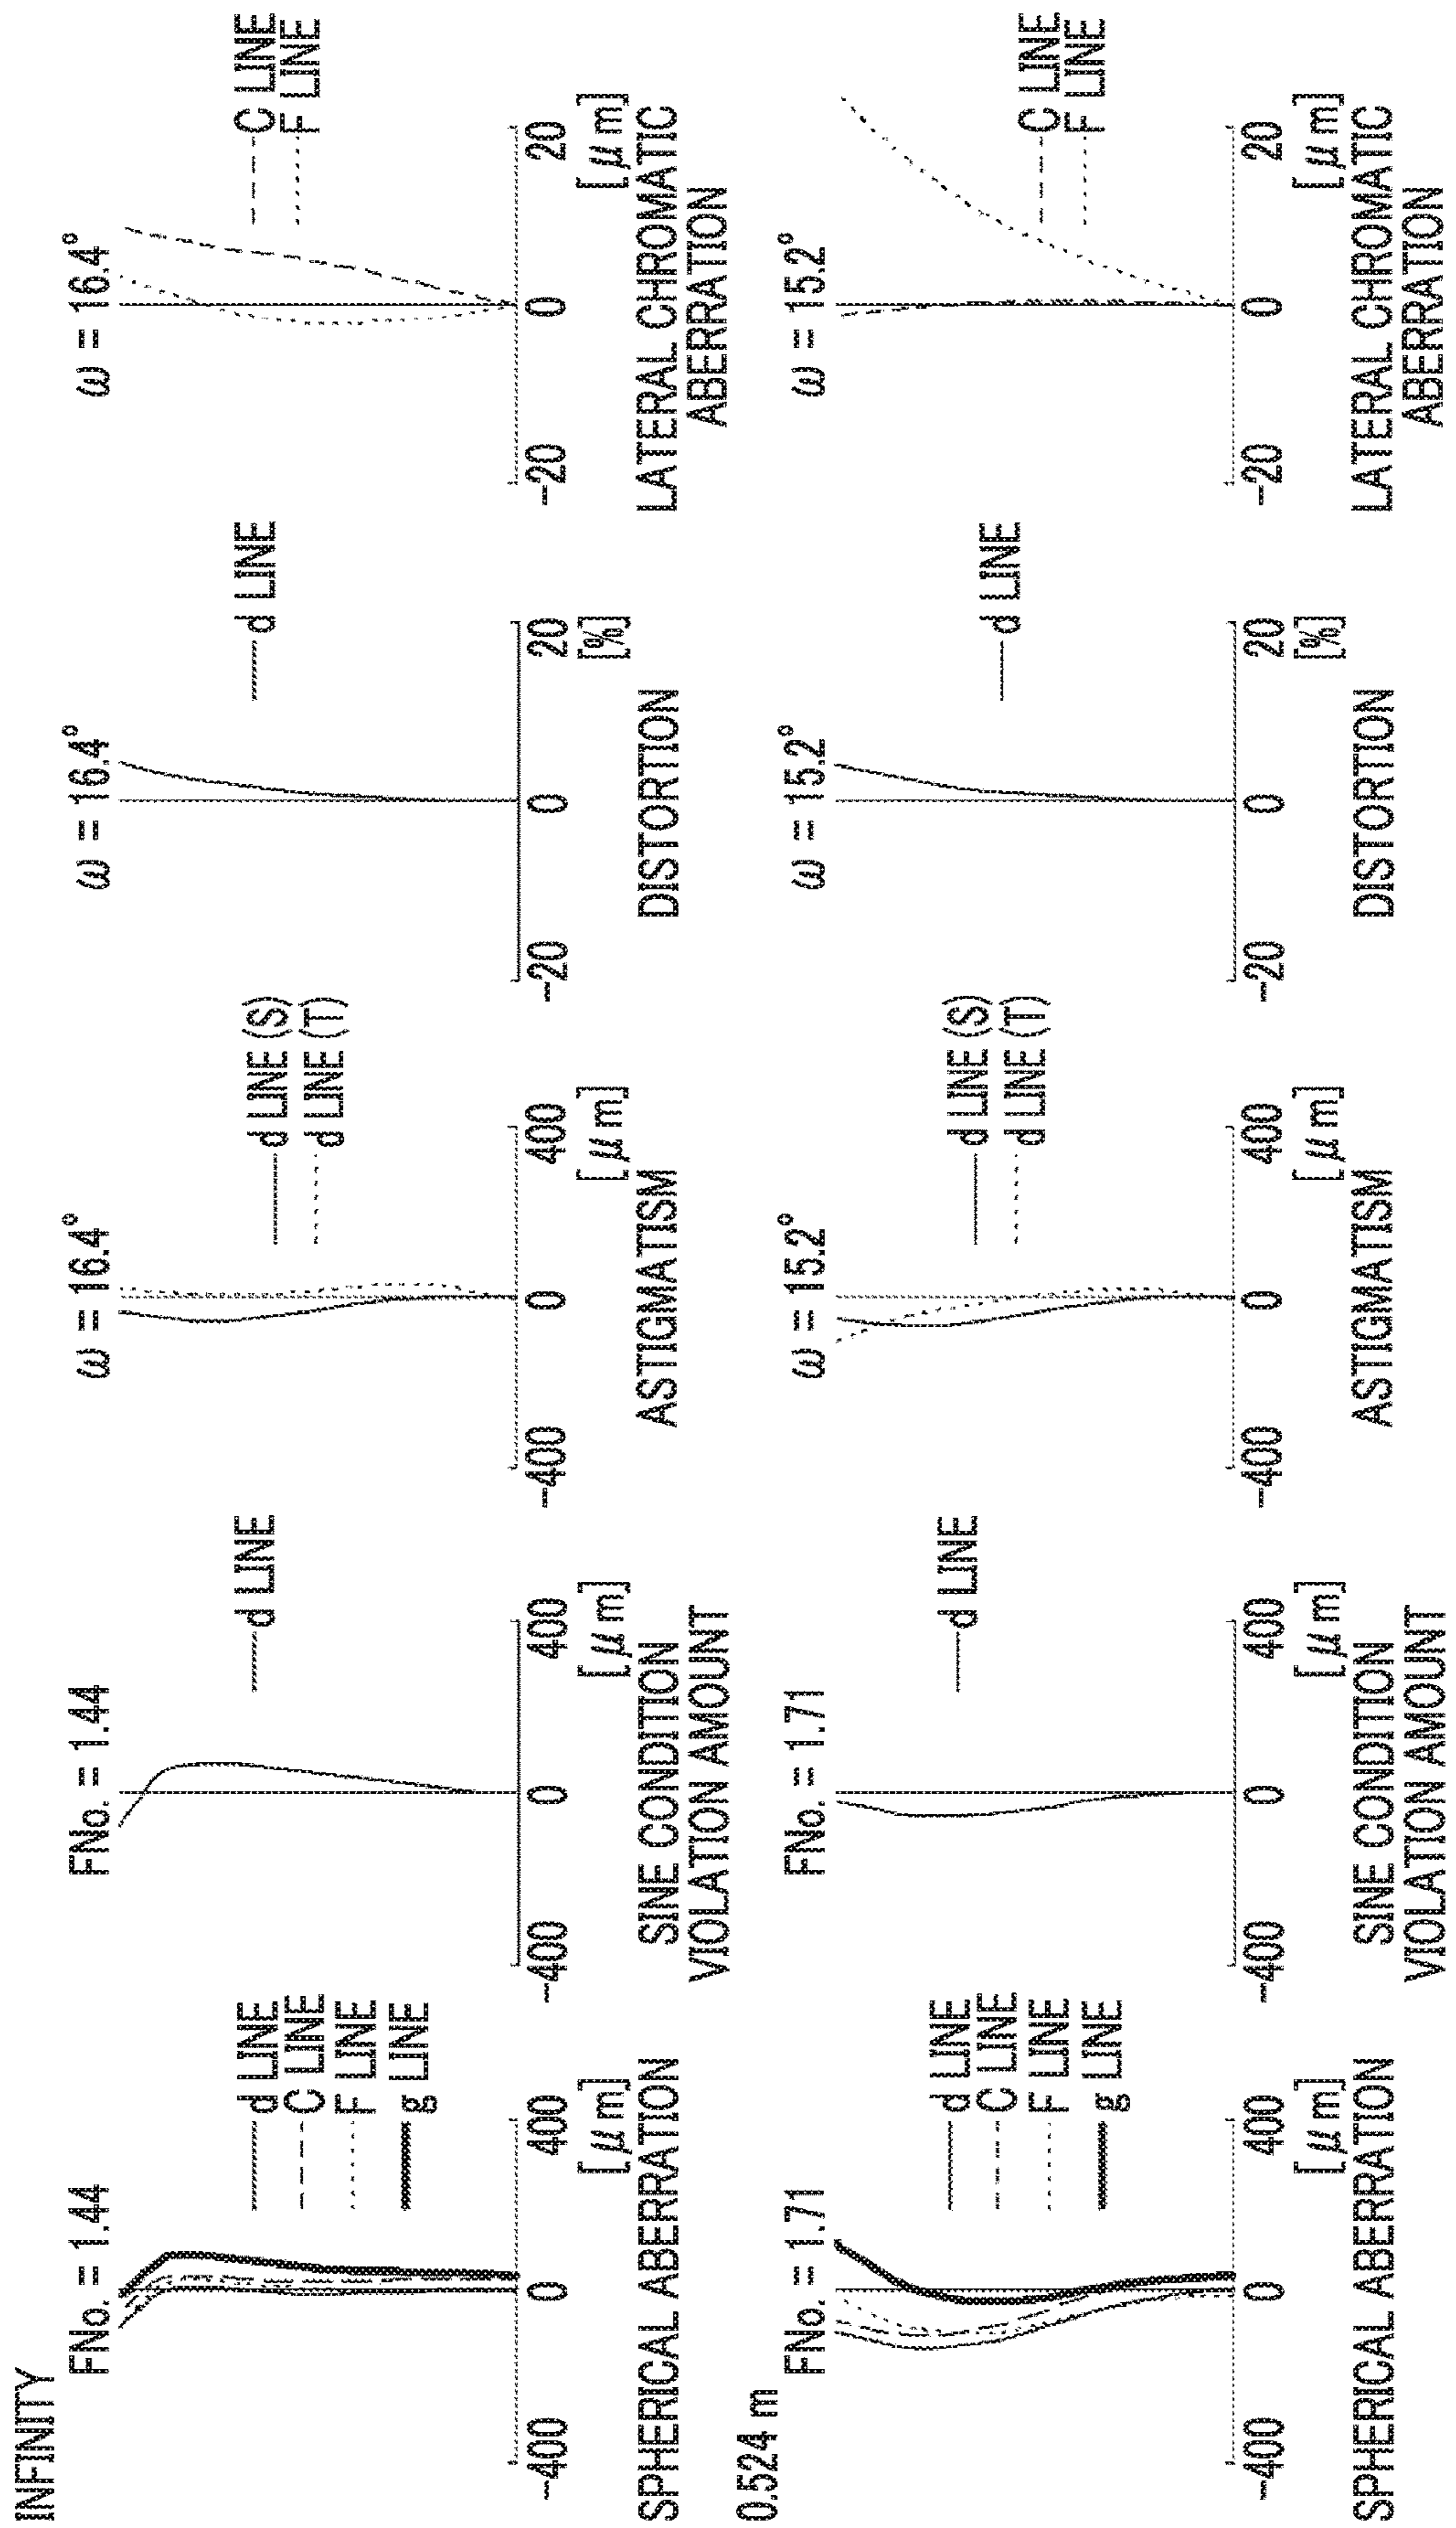 INFINITY
FNo. = 1.44
d LINE
C LINE
F LINE
g LINE
-400
0
400
[μm]
SPHERICAL ABERRATION
FNo. = 1.44
d LINE
-400
0
400
[μm]
SINE CONDITION
VIOLATION AMOUNT
ω = 16.4°
d LINE (S)
d LINE (T)
-400
0
400
[μm]
ASTIGMATISM
ω = 16.4°
d LINE
-20
0
20
[%]
DISTORTION
ω = 16.4°
C LINE
F LINE
-20
0
20
[μm]
LATERAL CHROMATIC
ABERRATION
0.524 m
FNo. = 1.71
d LINE
C LINE
F LINE
g LINE
-400
0
400
[μm]
SPHERICAL ABERRATION
FNo. = 1.71
d LINE
-400
0
400
[μm]
SINE CONDITION
VIOLATION AMOUNT
ω = 15.2°
d LINE (S)
d LINE (T)
-400
0
400
[μm]
ASTIGMATISM
ω = 15.2°
d LINE
-20
0
20
[%]
DISTORTION
ω = 15.2°
C LINE
F LINE
-20
0
20
[μm]
LATERAL CHROMATIC
ABERRATION